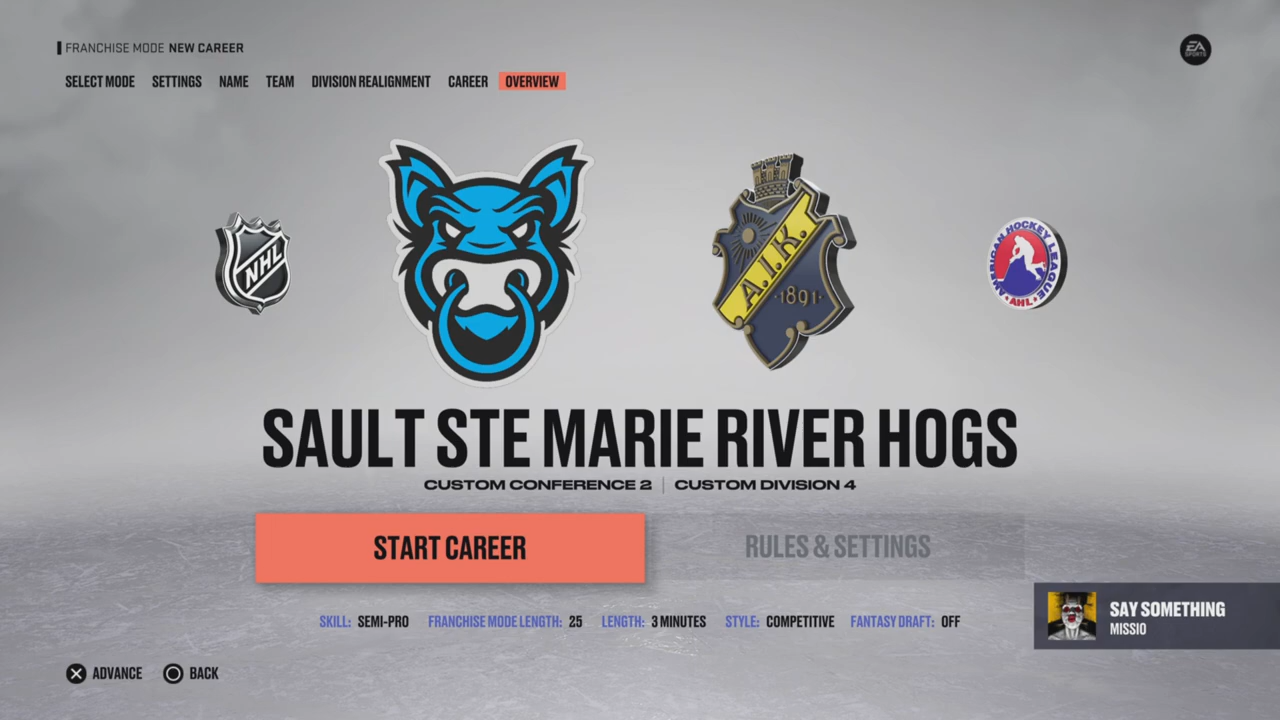 FRANCHISE MODE NEW CAREER
EA SPORTS
SELECT MODE SETTINGS NAME TEAM DIVISION REALIGNMENT CAREER OVERVIEW
NHL
A.I.K.
·1891·
AMERICAN HOCKEY LEAGUE
AHL
SAULT STE MARIE RIVER HOGS
CUSTOM CONFERENCE 2 | CUSTOM DIVISION 4
START CAREER RULES & SETTINGS
SAY SOMETHING
MISSIO
SKILL: SEMI-PRO FRANCHISE MODE LENGTH: 25 LENGTH: 3 MINUTES STYLE: COMPETITIVE FANTASY DRAFT: OFF
ADVANCE BACK